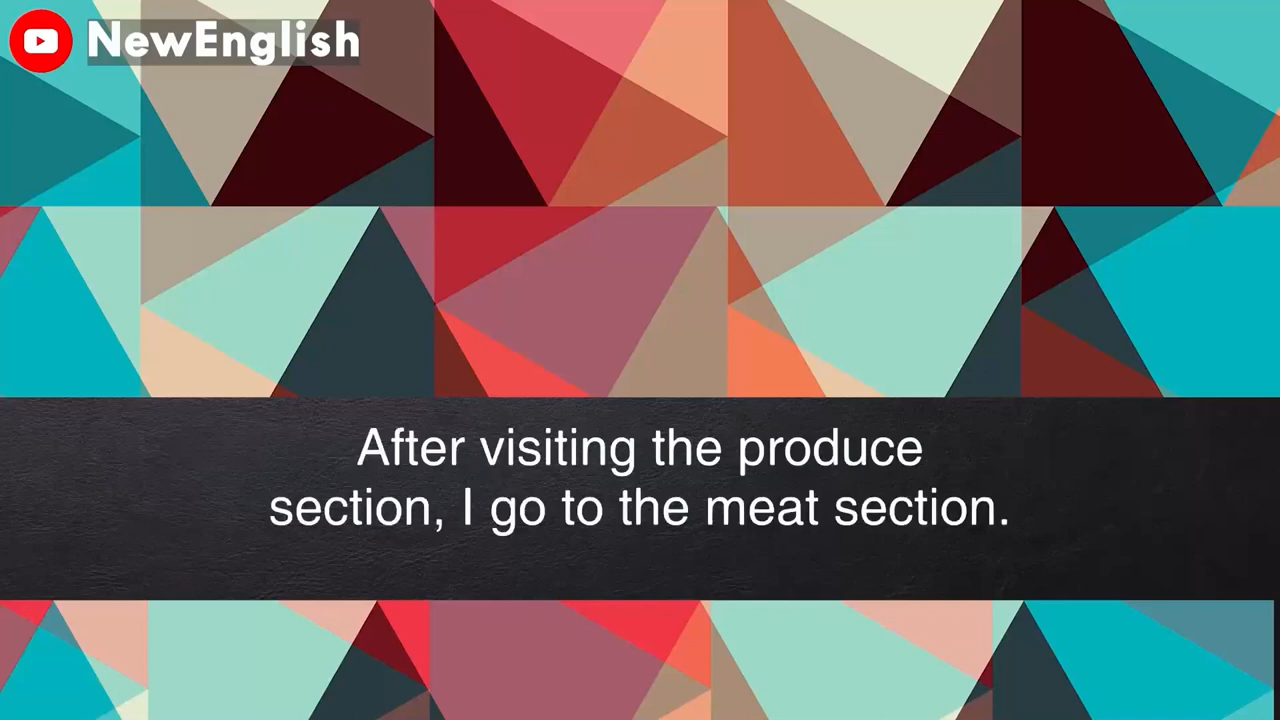 NewEnglish
After visiting the produce
section, I go to the meat section.